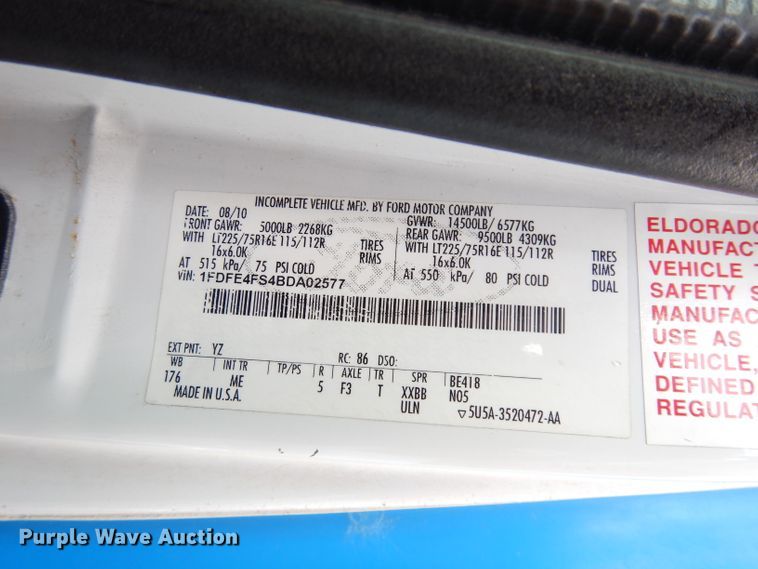 INCOMPLETE VEHICLE MFD. BY FORD MOTOR COMPANY
DATE: 08/10 GVWR: 14500LB/ 6577KG
FRONT GAWR: 5000LB 2268KG REAR GAWR: 9500LB 4309KG
WITH LT225/75R16E 115/112R TIRES WITH LT225/75R16E 115/112R TIRES
16x6.0K RIMS 16x6.0K RIMS
AT 515 kPa/ 75 PSI COLD AT 550 kPa/ 80 PSI COLD DUAL
VIN: 1FDFE4FS4BDA02577
EXT PNT: YZ RC: 86 DSO:
WB INT TR TP/PS R AXLE TR SPR BE418
176 ME 5 F3 T XXBB N05
MADE IN U.S.A. ULN ▽5U5A-3520472-AA
ELDORADO
MANUFACT
VEHICLE T
SAFETY S
MANUFAC
USE AS
VEHICLE,
DEFINED
REGULAT
Purple Wave Auction
Purple Wave Auction